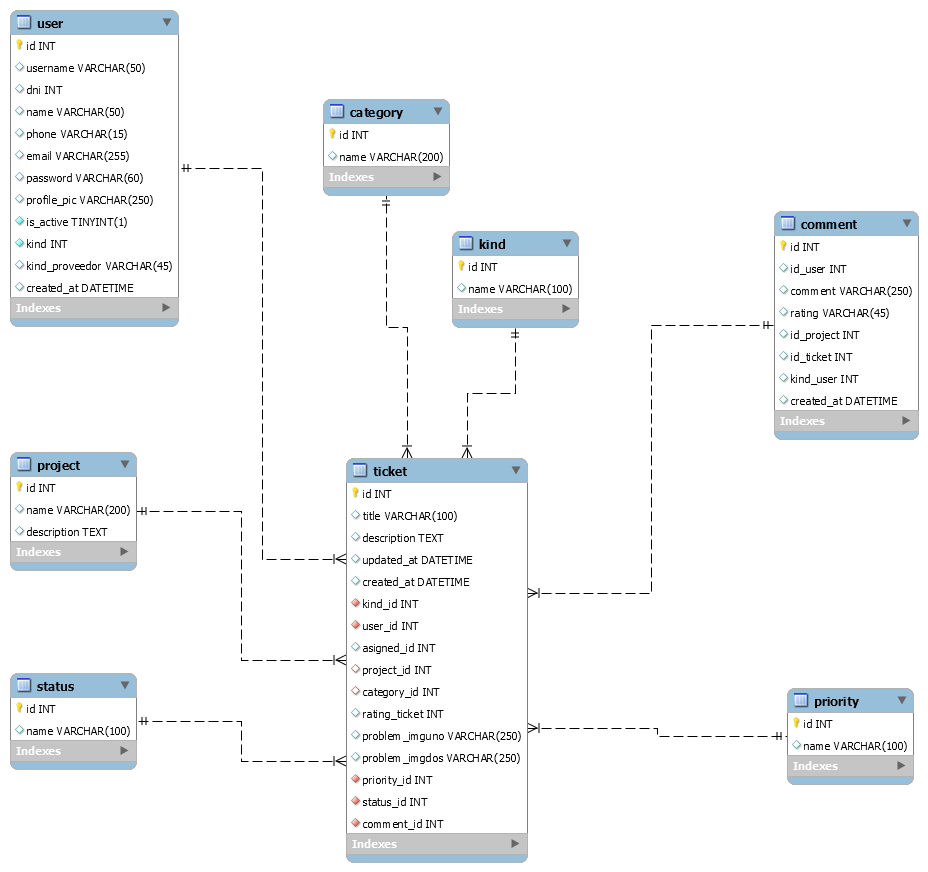 user
id INT
username VARCHAR(50)
dni INT
name VARCHAR(50)
phone VARCHAR(15)
email VARCHAR(255)
password VARCHAR(60)
profile_pic VARCHAR(250)
is_active TINYINT(1)
kind INT
kind_proveedor VARCHAR(45)
created_at DATETIME
Indexes
category
id INT
name VARCHAR(200)
Indexes
kind
id INT
name VARCHAR(100)
Indexes
comment
id INT
id_user INT
comment VARCHAR(250)
rating VARCHAR(45)
id_project INT
id_ticket INT
kind_user INT
created_at DATETIME
Indexes
project
id INT
name VARCHAR(200)
description TEXT
Indexes
status
id INT
name VARCHAR(100)
Indexes
ticket
id INT
title VARCHAR(100)
description TEXT
updated_at DATETIME
created_at DATETIME
kind_id INT
user_id INT
asigned_id INT
project_id INT
category_id INT
rating_ticket INT
problem_imguno VARCHAR(250)
problem_imgdos VARCHAR(250)
priority_id INT
status_id INT
comment_id INT
Indexes
priority
id INT
name VARCHAR(100)
Indexes